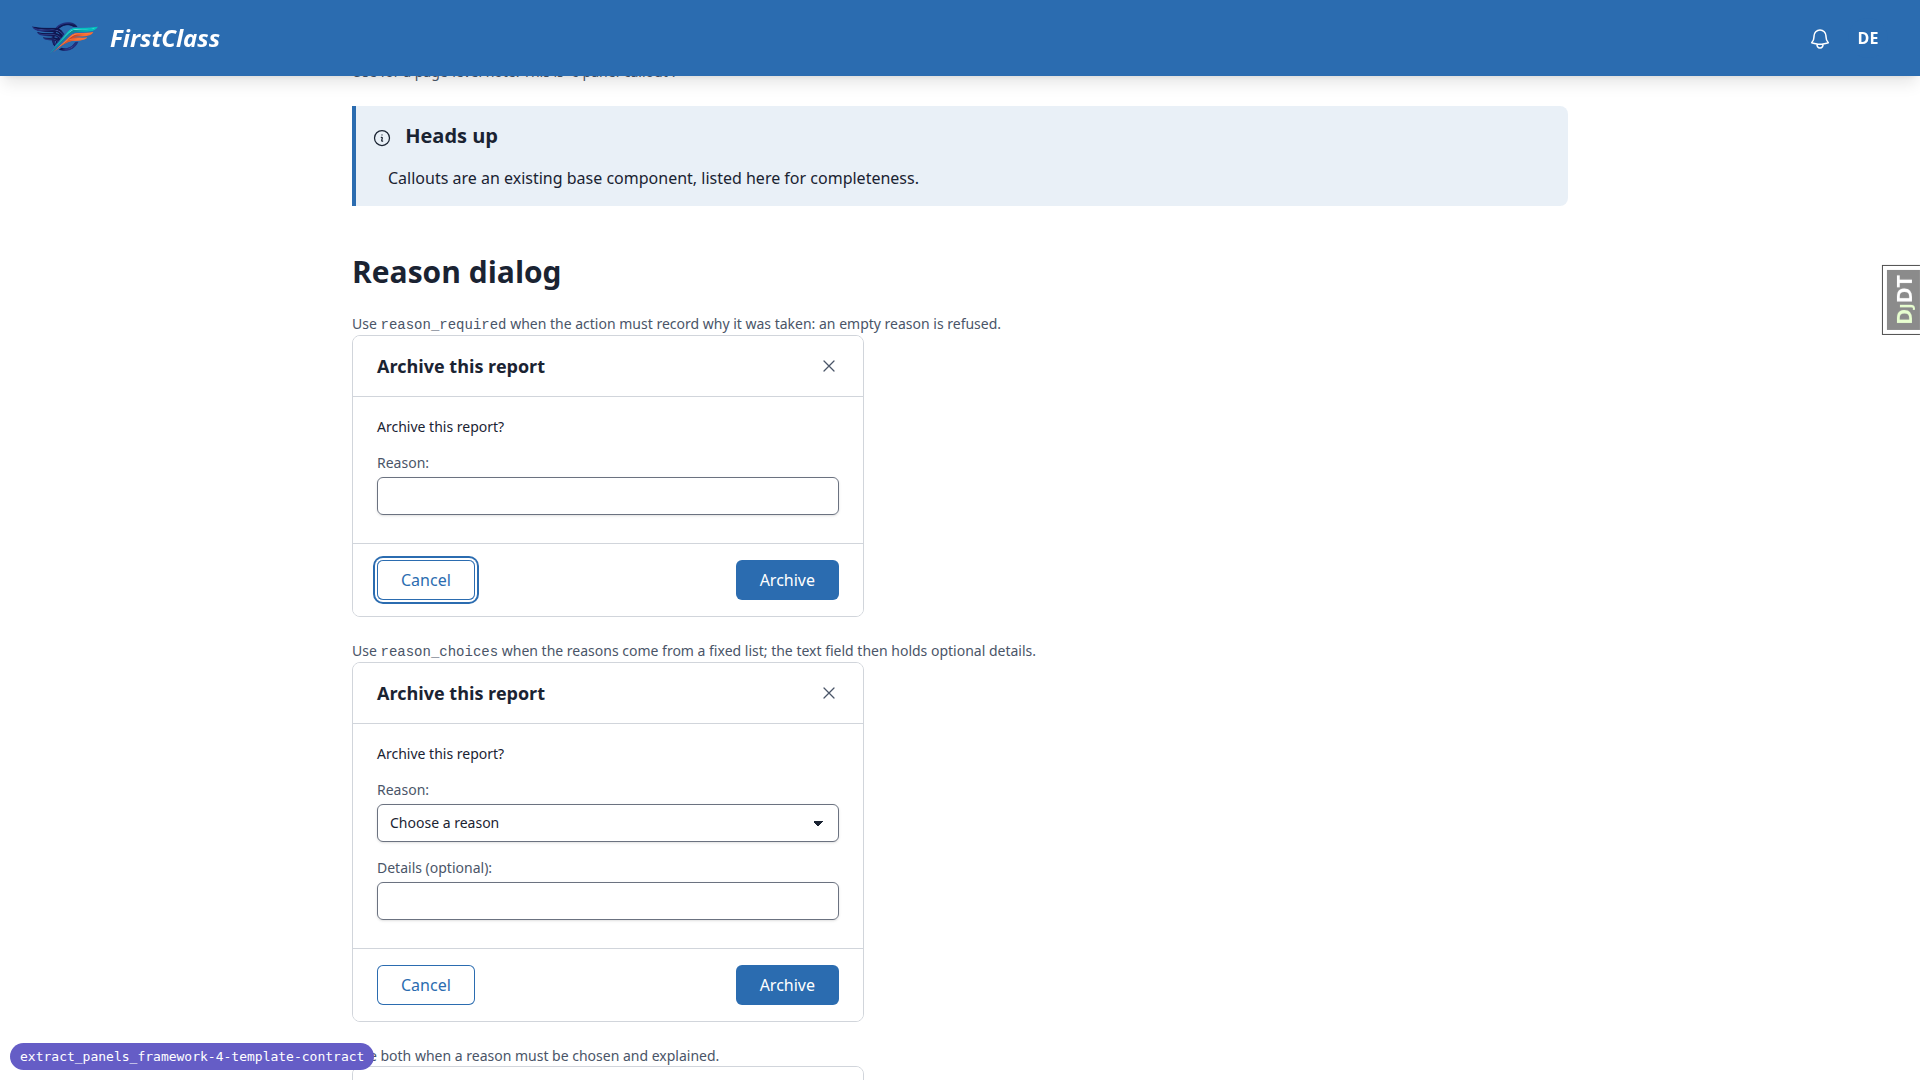 FirstClass
DE
Heads up
Callouts are an existing base component, listed here for completeness.
Reason dialog
Use reason_required when the action must record why it was taken: an empty reason is refused.
Archive this report
Archive this report?
Reason:
Cancel
Archive
Use reason_choices when the reasons come from a fixed list; the text field then holds optional details.
Archive this report
Archive this report?
Reason:
Choose a reason
Details (optional):
Cancel
Archive
both when a reason must be chosen and explained.
extract_panels_framework-4-template-contract
DJDT